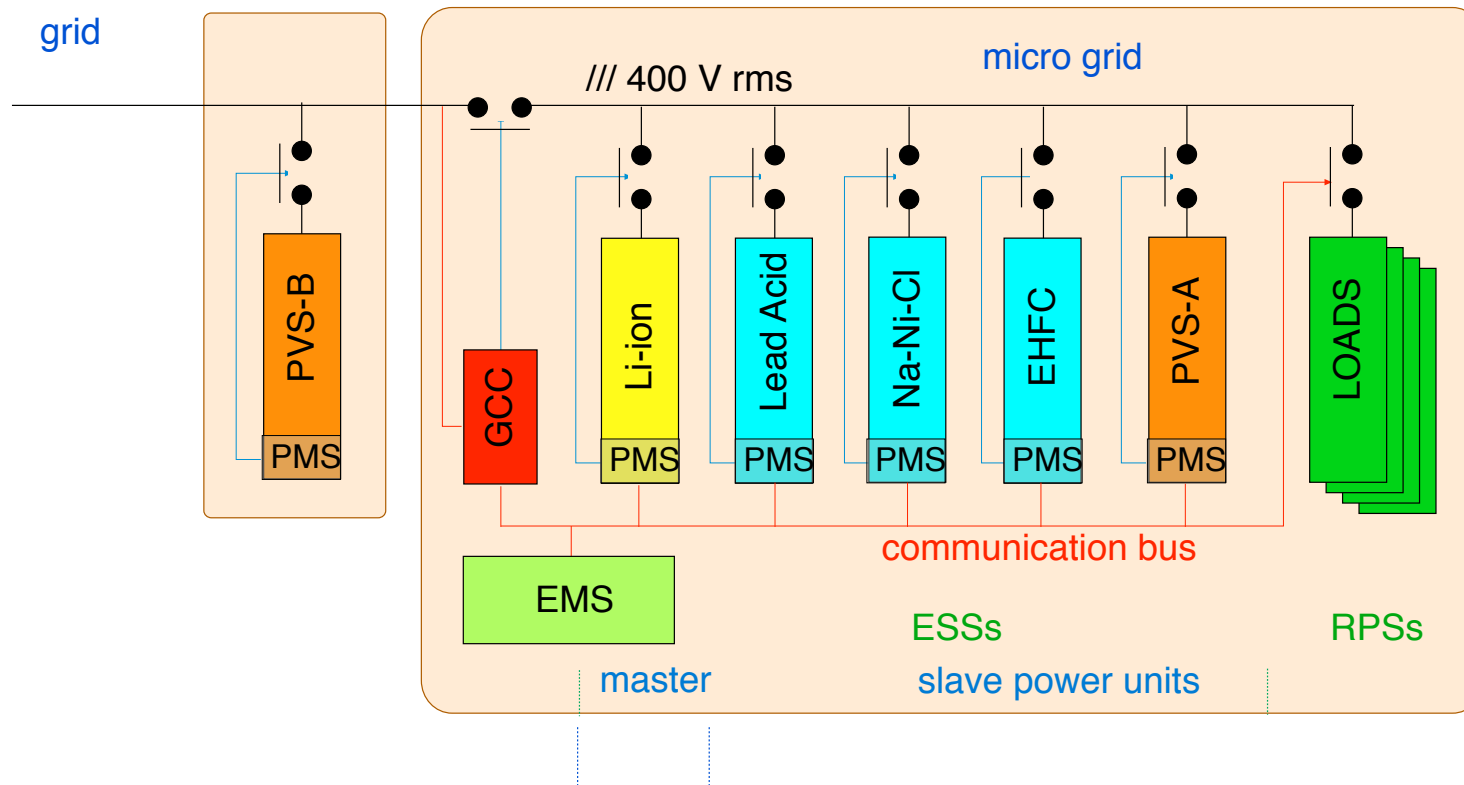 grid
micro grid
/// 400 V rms
PVS-B
PMS
GCC
Li-ion
PMS
Lead Acid
PMS
Na-Ni-Cl
PMS
EHFC
PMS
PVS-A
PMS
LOADS
communication bus
EMS
ESSs
RPSs
master
slave power units